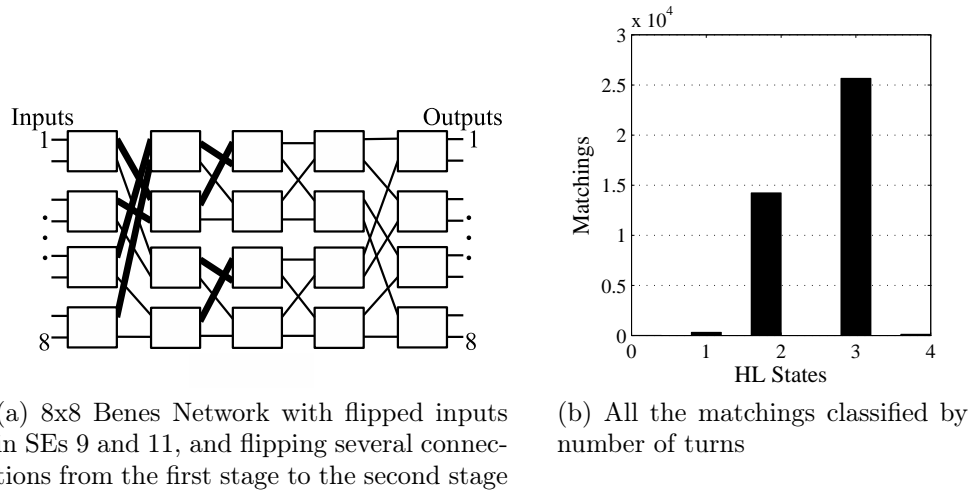 Inputs
Outputs
1
1
.
.
.
.
.
.
8
8
x 10^4
3
2.5
2
1.5
1
0.5
0
Matchings
0 1 2 3 4
HL States
(a) 8x8 Benes Network with flipped inputs
in SEs 9 and 11, and flipping several connec-
tions from the first stage to the second stage
(b) All the matchings classified by
number of turns